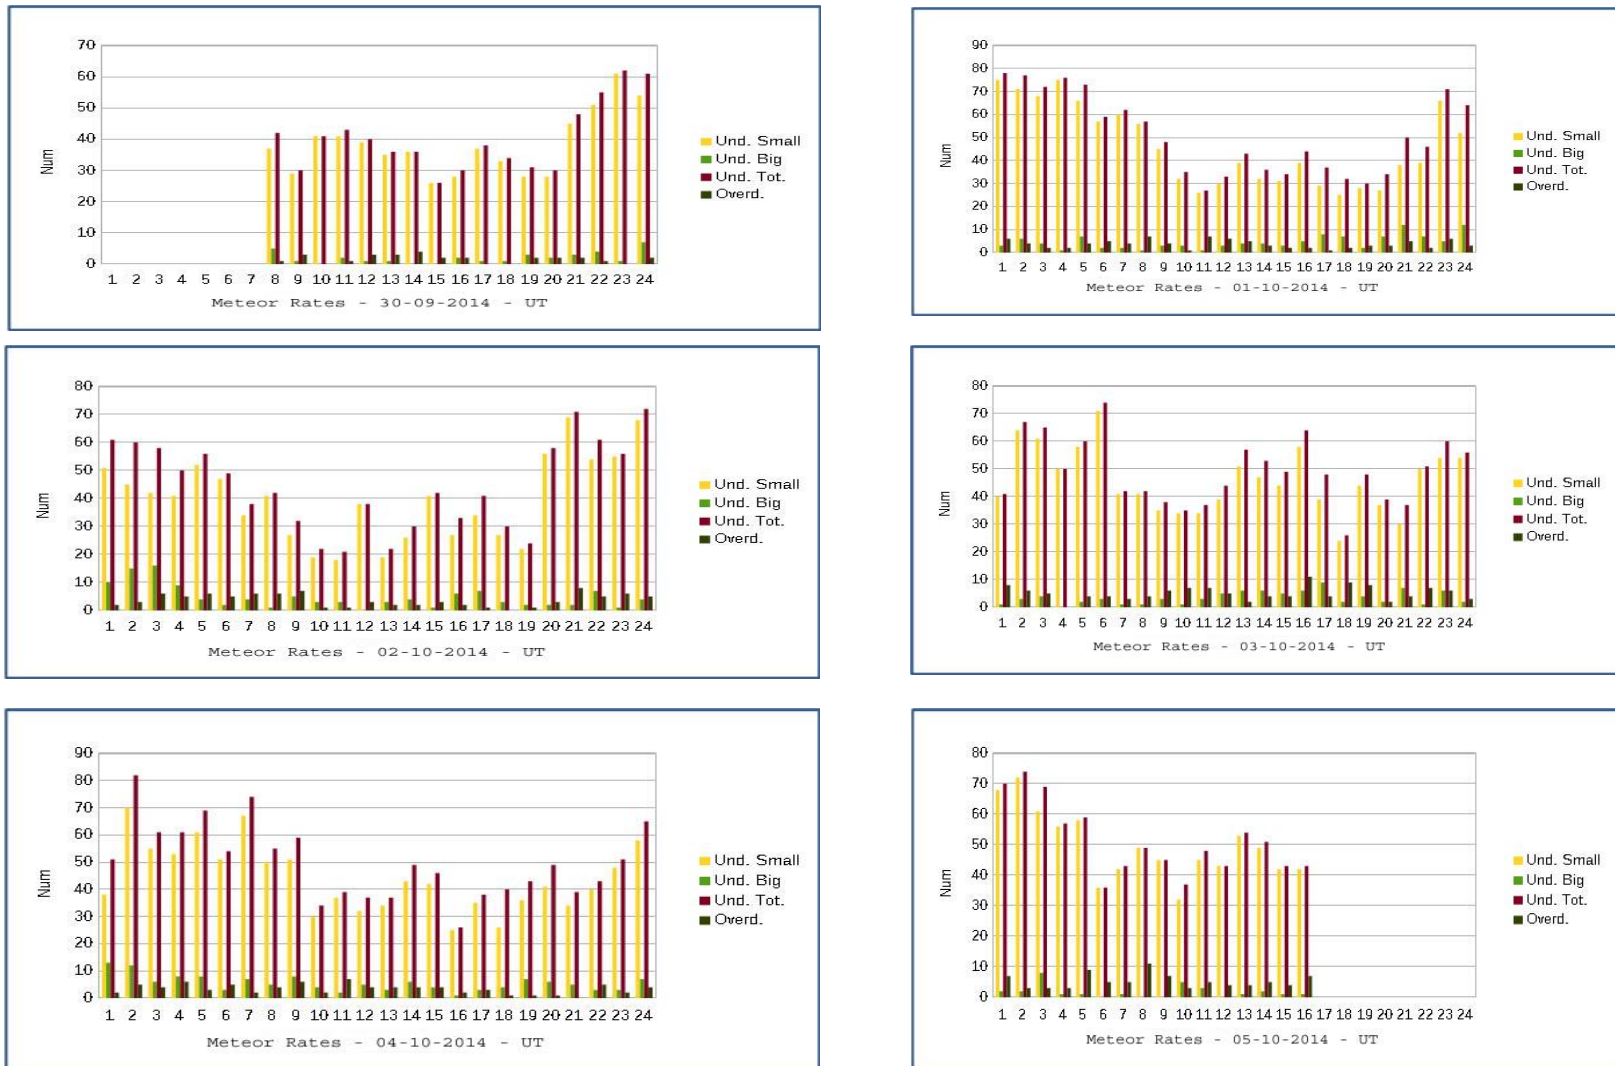 70
60
50
40
30
20
10
0
Num
1 2 3 4 5 6 7 8 9 10 11 12 13 14 15 16 17 18 19 20 21 22 23 24
Meteor Rates - 30-09-2014 - UT
Und. Small
Und. Big
Und. Tot.
Overd.
90
80
70
60
50
40
30
20
10
0
Num
1 2 3 4 5 6 7 8 9 10 11 12 13 14 15 16 17 18 19 20 21 22 23 24
Meteor Rates - 01-10-2014 - UT
Und. Small
Und. Big
Und. Tot.
Overd.
80
70
60
50
40
30
20
10
0
Num
1 2 3 4 5 6 7 8 9 10 11 12 13 14 15 16 17 18 19 20 21 22 23 24
Meteor Rates - 02-10-2014 - UT
Und. Small
Und. Big
Und. Tot.
Overd.
80
70
60
50
40
30
20
10
0
Num
1 2 3 4 5 6 7 8 9 10 11 12 13 14 15 16 17 18 19 20 21 22 23 24
Meteor Rates - 03-10-2014 - UT
Und. Small
Und. Big
Und. Tot.
Overd.
90
80
70
60
50
40
30
20
10
0
Num
1 2 3 4 5 6 7 8 9 10 11 12 13 14 15 16 17 18 19 20 21 22 23 24
Meteor Rates - 04-10-2014 - UT
Und. Small
Und. Big
Und. Tot.
Overd.
80
70
60
50
40
30
20
10
0
Num
1 2 3 4 5 6 7 8 9 10 11 12 13 14 15 16 17 18 19 20 21 22 23 24
Meteor Rates - 05-10-2014 - UT
Und. Small
Und. Big
Und. Tot.
Overd.